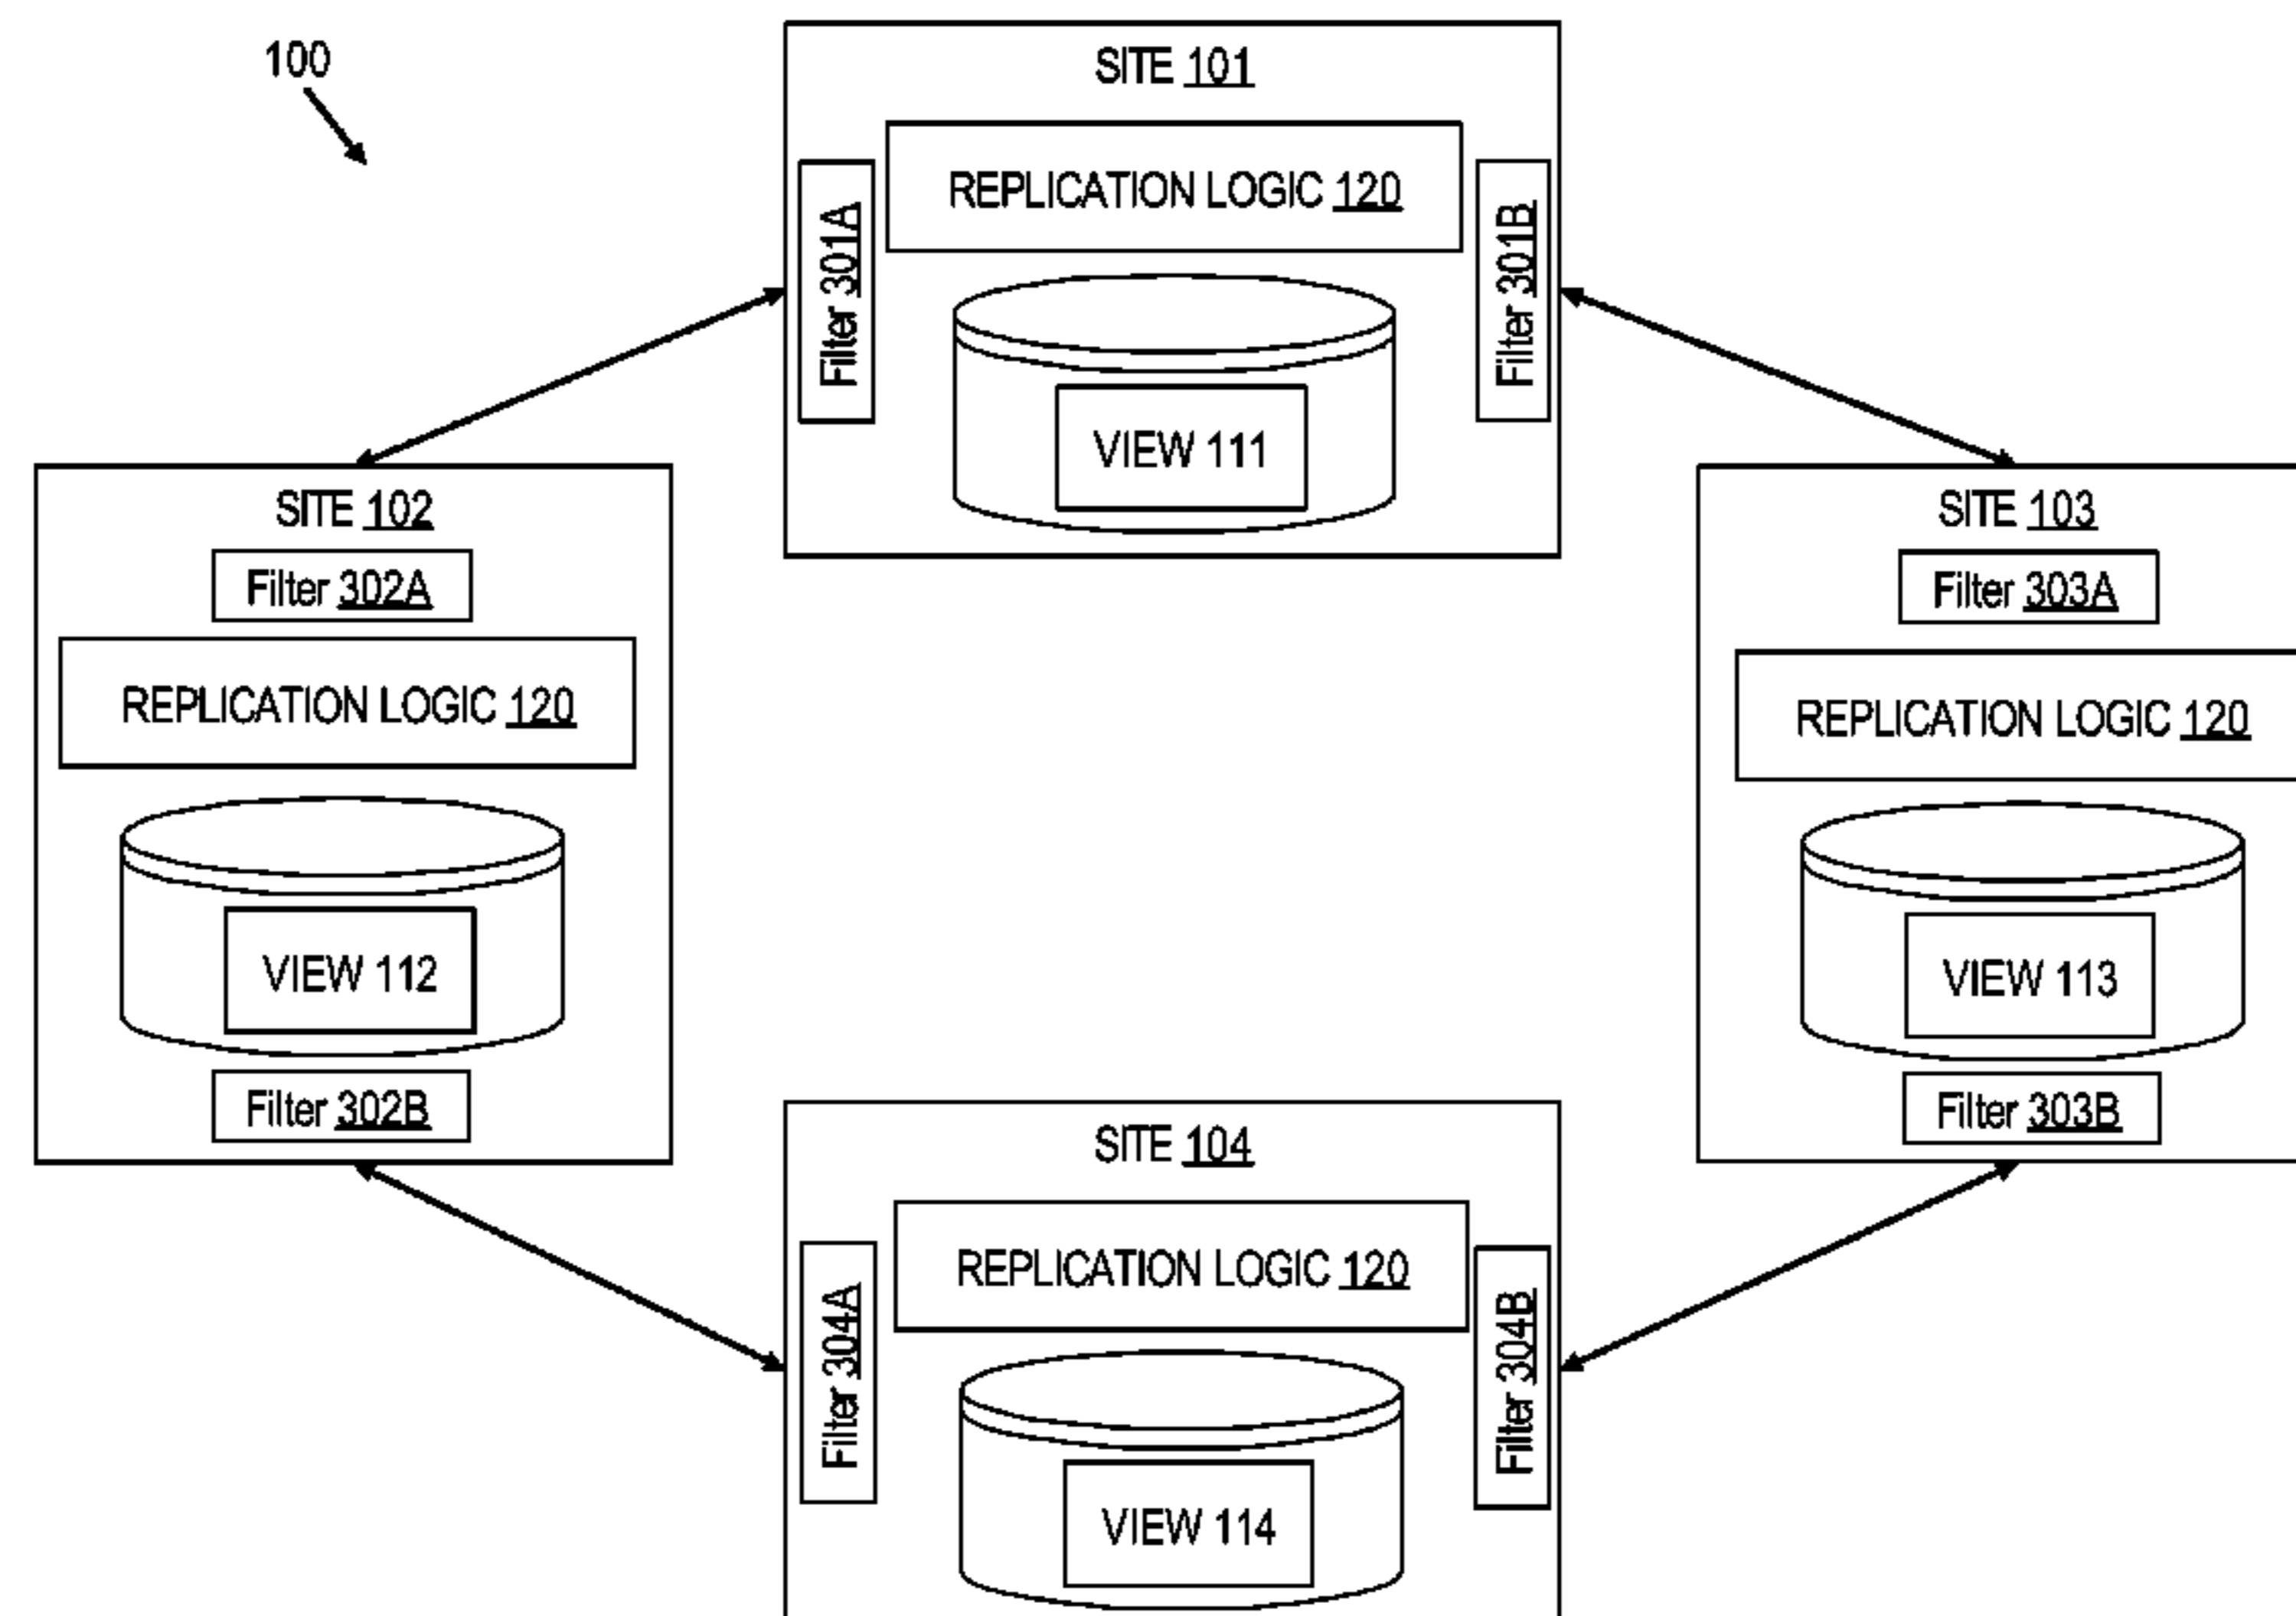 100
SITE 101
REPLICATION LOGIC 120
Filter 301A
Filter 301B
VIEW 111
SITE 102
Filter 302A
REPLICATION LOGIC 120
VIEW 112
Filter 302B
SITE 103
Filter 303A
REPLICATION LOGIC 120
VIEW 113
Filter 303B
SITE 104
REPLICATION LOGIC 120
Filter 304A
Filter 304B
VIEW 114